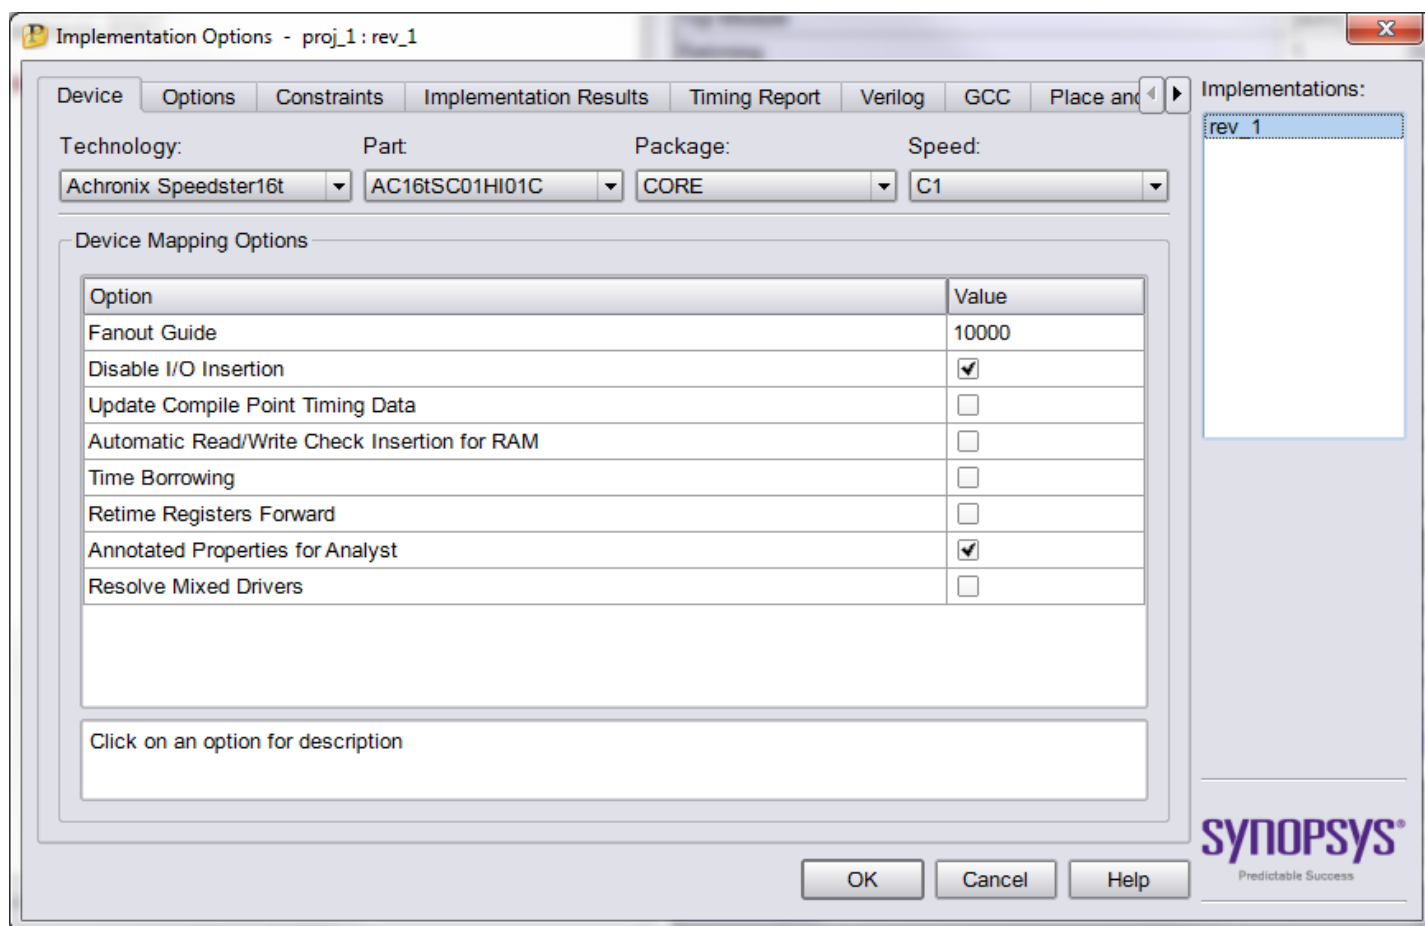 Implementation Options - proj_1 : rev_1
Device Options Constraints Implementation Results Timing Report Verilog GCC Place and
Implementations:
rev_1
Technology: Part: Package: Speed:
Achronix Speedster16t AC16tSC01HI01C CORE C1
Device Mapping Options
Option Value
Fanout Guide 10000
Disable I/O Insertion
Update Compile Point Timing Data
Automatic Read/Write Check Insertion for RAM
Time Borrowing
Retime Registers Forward
Annotated Properties for Analyst
Resolve Mixed Drivers
Click on an option for description
SYNOPSYS®
Predictable Success
OK Cancel Help